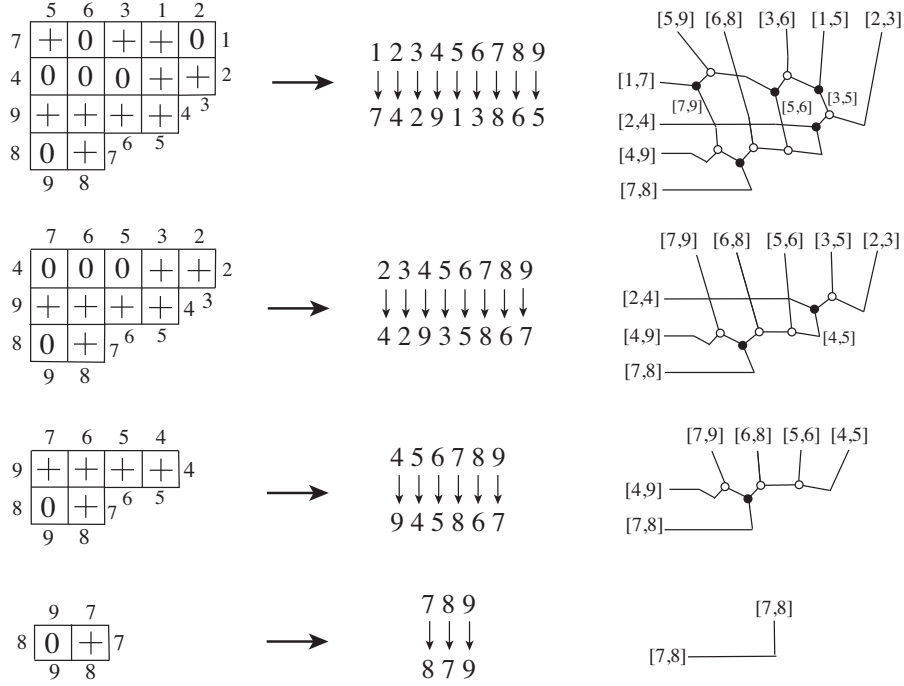 5 6 3 1 2
7 + 0 + + 0 1
4 0 0 0 + + 2
9 + + + + 4 3
8 0 + 7 6 5
9 8
1 2 3 4 5 6 7 8 9
7 4 2 9 1 3 8 6 5
[5,9] [6,8] [3,6] [1,5] [2,3]
[1,7]
[7,9] [5,6] [3,5]
[2,4]
[4,9]
[7,8]
7 6 5 3 2
4 0 0 0 + + 2
9 + + + + 4 3
8 0 + 7 6 5
9 8
2 3 4 5 6 7 8 9
4 2 9 3 5 8 6 7
[7,9] [6,8] [5,6] [3,5] [2,3]
[2,4]
[4,9] [4,5]
[7,8]
7 6 5 4
9 + + + + 4
8 0 + 7 6 5
9 8
4 5 6 7 8 9
9 4 5 8 6 7
[7,9] [6,8] [5,6] [4,5]
[4,9]
[7,8]
9 7
8 0 + 7
9 8
7 8 9
8 7 9
[7,8]
[7,8]